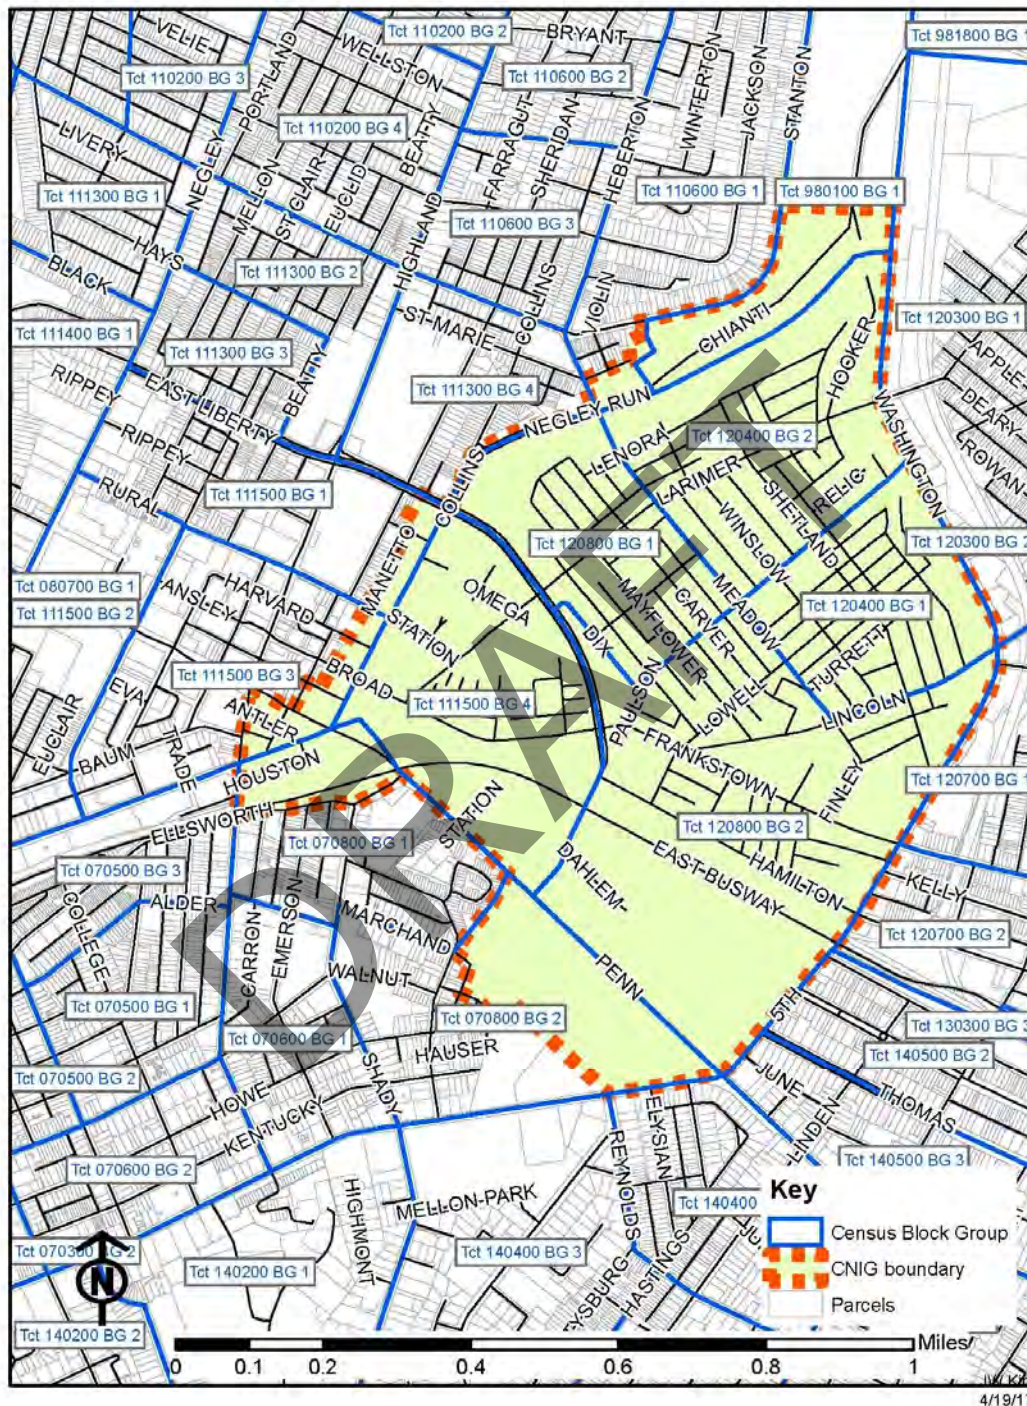 Tct 110200 BG 2
BRYANT
Tct 981800 BG 1
VELIE
WELLSTON
PORTLAND
Tct 110200 BG 3
Tct 110600 BG 2
WINTERTON
JACKSON
STANTON
LIVERY
Tct 110200 BG 4
BEATTY
FARRAGUT
SHERIDAN
HEBERTON
NEGLEY
MELLON
ST CLAIR
EUCLID
Tct 111300 BG 1
Tct 110600 BG 1
Tct 980100 BG 1
HIGHLAND
Tct 110600 BG 3
HAYS
BLACK
Tct 111300 BG 2
COLLINS
VIOLIN
ST MARIE
CHIANTI
HOOKER
Tct 120300 BG 1
Tct 111400 BG 1
Tct 111300 BG 3
RIPPEY
EAST LIBERTY
BEATTY
Tct 111300 BG 4
NEGLEY RUN
WASHINGTON
DEARY
ROWAN
RIPPEY
LENORA
Tct 120400 BG 2
LARIMER
COLLINS
RURAL
Tct 111500 BG 1
SHETLAND
RELIC
WINSLOW
MANETTO
Tct 120800 BG 1
Tct 120300 BG 2
Tct 080700 BG 1
HARVARD
Tct 111500 BG 2
ANSLEY
OMEGA
STATION
MAYFLOWER
CARVER
MEADOW
Tct 120400 BG 1
DIX
TURRETT
Tct 111500 BG 3
BROAD
PAULSON
LOWELL
EVA
Tct 111500 BG 4
LINCOLN
EUCLAIR
ANTLER
BAUM
TRADE
HOUSTON
FRANKSTOWN
FINLEY
Tct 120700 BG 1
ELLSWORTH
STATION
Tct 070800 BG 1
Tct 120800 BG 2
Tct 070500 BG 3
DAHLEM
EAST-BUSWAY
HAMILTON
KELLY
COLLEGE
ALDER
CARRON
EMERSON
MARCHAND
Tct 120700 BG 2
WALNUT
PENN
Tct 070500 BG 1
Tct 070800 BG 2
5TH
Tct 130300 BG 3
Tct 070600 BG 1
HAUSER
Tct 140500 BG 2
Tct 070500 BG 2
SHADY
JUNE
THOMAS
HOWE
KENTUCKY
ELYSIAN
LINDEN
REYNOLDS
Tct 070600 BG 2
Tct 140500 BG 3
HIGHMONT
MELLON-PARK
Tct 140400
Tct 070300 BG 2
Tct 140400 BG 3
HASTINGS
Tct 140200 BG 1
N
Tct 140200 BG 2
Key
Census Block Group
CNIG boundary
Parcels
0 0.1 0.2 0.4 0.6 0.8 1 Miles
DRAFT